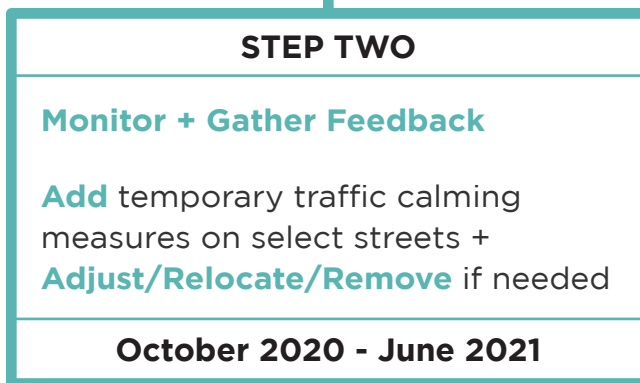 STEP TWO
Monitor + Gather Feedback
Add temporary traffic calming
measures on select streets +
Adjust/Relocate/Remove if needed
October 2020 - June 2021